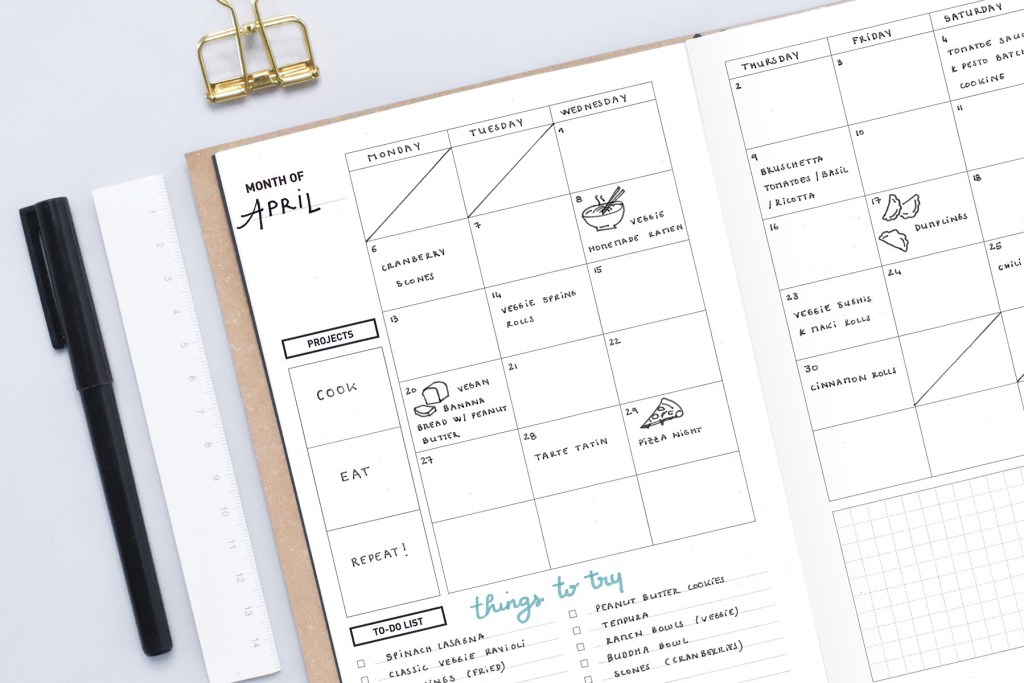 MONTH OF
APRIL
MONDAY
TUESDAY
WEDNESDAY
1
6
CRANBERRY
SCONES
7
8
VEGGIE
HOMEMADE RAMEN
13
14
VEGGIE SPRING
ROLLS
15
20
VEGAN
BANANA
BREAD W/ PEANUT
BUTTER
21
22
27
28
TARTE TATIN
29
PIZZA NIGHT
PROJECTS
COOK
EAT
REPEAT!
things to try
TO-DO LIST
SPINACH LASAGNA
CLASSIC VEGGIE RAVIOLI
(FRIED)
PEANUT BUTTER COOKIES
TEMPURA
RAMEN BOWLS (VEGGIE)
BUDDHA BOWL
SCONES (CRANBERRIES)
THURSDAY
FRIDAY
SATURDAY
2
3
4
TOMATOE
& PESTO BATCH
COOKING
9
BRUSCHETTA
TOMATOES / BASIL
/ RICOTTA
10
11
16
17
DUMPLINGS
18
23
VEGGIE SUSHIS
& MAKI ROLLS
24
25
CHILI
30
CINNAMON ROLLS
1
2
3
4
5
6
7
8
9
10
11
12
13
14